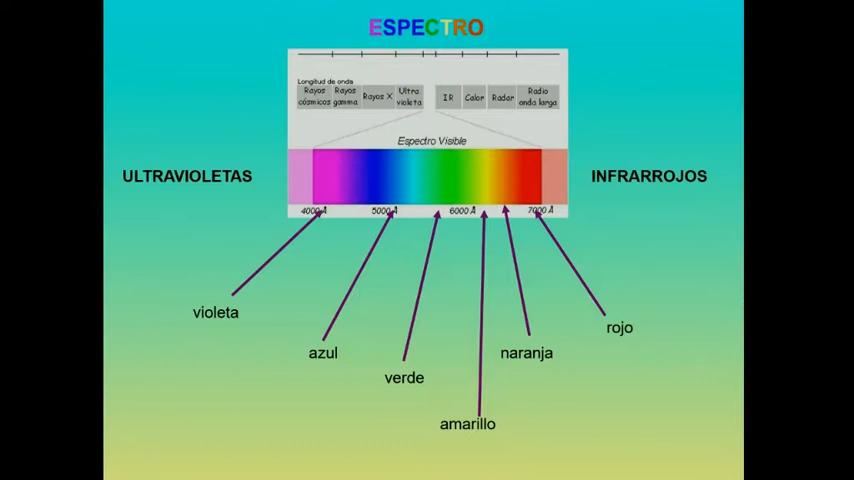 ESPECTRO
Longitud de onda
Rayos cósmicos
Rayos gamma
Rayos X
Ultra violeta
IR
Calor
Radar
Radio onda larga
Espectro Visible
ULTRAVIOLETAS
INFRARROJOS
4000 Å
5000 Å
6000 Å
7000 Å
violeta
azul
verde
amarillo
naranja
rojo